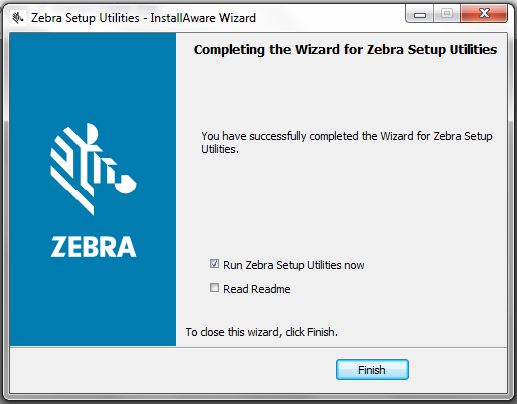 Zebra Setup Utilities - InstallAware Wizard
Completing the Wizard for Zebra Setup Utilities
You have successfully completed the Wizard for Zebra Setup
Utilities.
ZEBRA
Run Zebra Setup Utilities now
Read Readme
To close this wizard, click Finish.
Finish